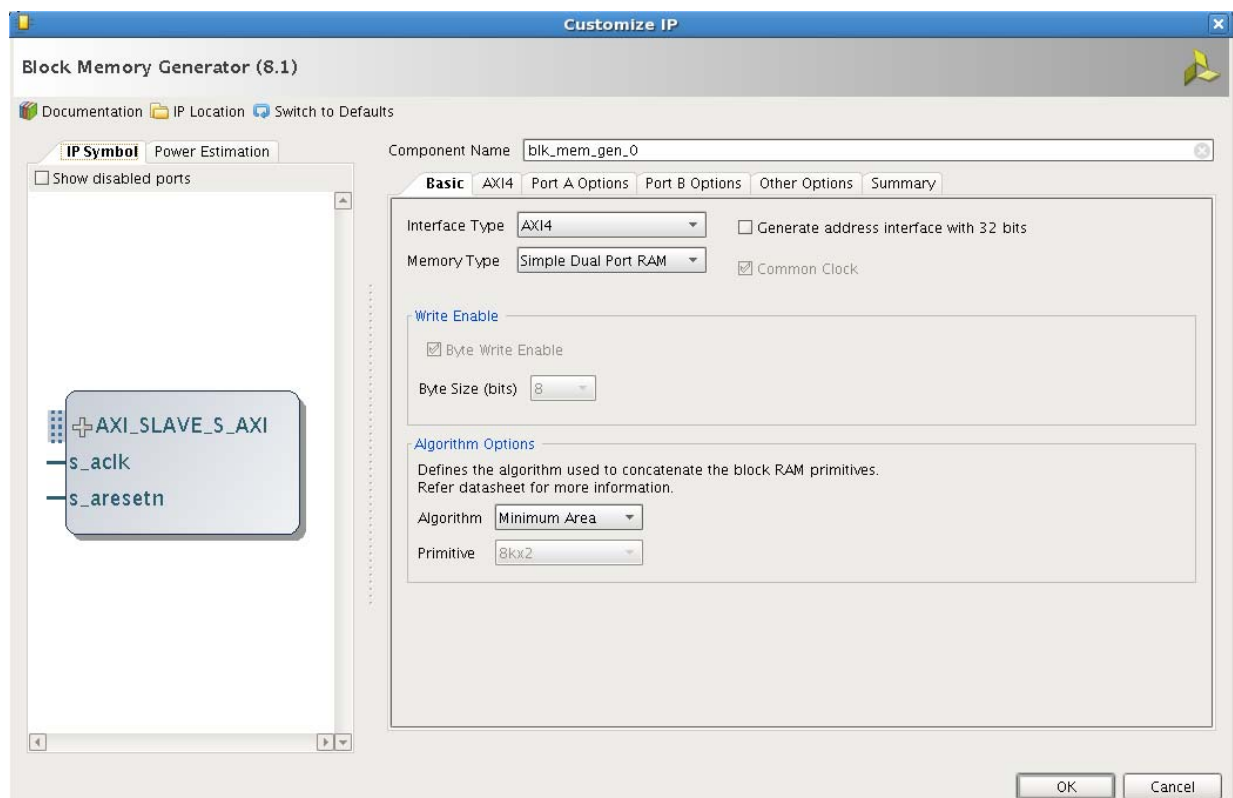 Customize IP
Block Memory Generator (8.1)
Documentation IP Location Switch to Defaults
IP Symbol Power Estimation
Show disabled ports
AXI_SLAVE_S_AXI
s_aclk
s_aresetn
Component Name blk_mem_gen_0
Basic AXI4 Port A Options Port B Options Other Options Summary
Interface Type AXI4 Generate address interface with 32 bits
Memory Type Simple Dual Port RAM Common Clock
Write Enable
Byte Write Enable
Byte Size (bits) 8
Algorithm Options
Defines the algorithm used to concatenate the block RAM primitives.
Refer datasheet for more information.
Algorithm Minimum Area
Primitive 8kx2
OK Cancel